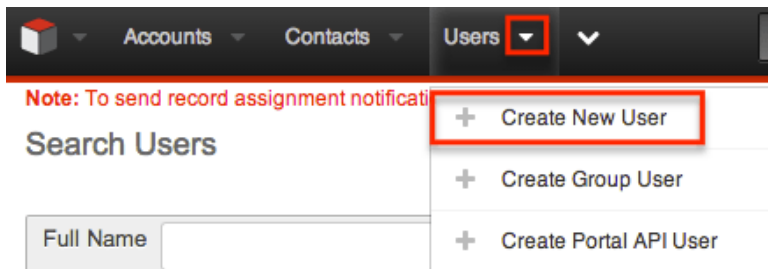 Accounts Contacts Users
Note: To send record assignment notificati
Create New User
Search Users
Create Group User
Full Name
Create Portal API User